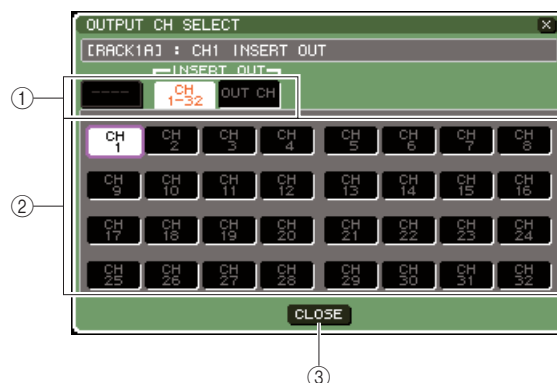 OUTPUT CH SELECT
[RACK1A] : CH1 INSERT OUT
INSERT OUT
① ---- CH 1-32 OUT CH
② CH 1 CH 2 CH 3 CH 4 CH 5 CH 6 CH 7 CH 8
CH 9 CH 10 CH 11 CH 12 CH 13 CH 14 CH 15 CH 16
CH 17 CH 18 CH 19 CH 20 CH 21 CH 22 CH 23 CH 24
CH 25 CH 26 CH 27 CH 28 CH 29 CH 30 CH 31 CH 32
CLOSE
③